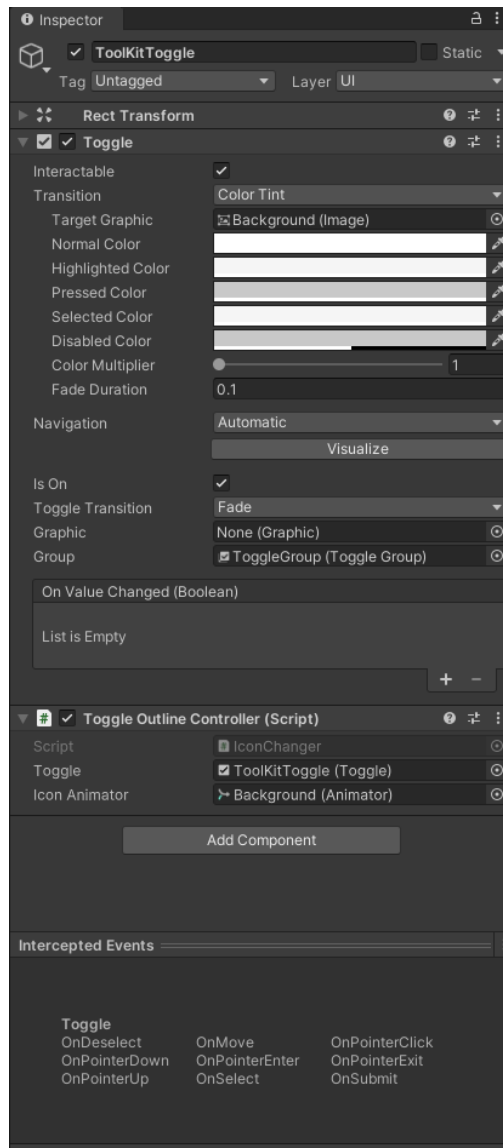 Inspector
ToolKitToggle Static
Tag Untagged Layer UI
Rect Transform
Toggle
Interactable
Transition Color Tint
Target Graphic Background (Image)
Normal Color
Highlighted Color
Pressed Color
Selected Color
Disabled Color
Color Multiplier 1
Fade Duration 0.1
Navigation Automatic
Visualize
Is On
Toggle Transition Fade
Graphic None (Graphic)
Group ToggleGroup (Toggle Group)
On Value Changed (Boolean)
List is Empty
+ −
# Toggle Outline Controller (Script)
Script # IconChanger
Toggle ToolKitToggle (Toggle)
Icon Animator Background (Animator)
Add Component
Intercepted Events
Toggle
OnDeselect OnMove OnPointerClick
OnPointerDown OnPointerEnter OnPointerExit
OnPointerUp OnSelect OnSubmit